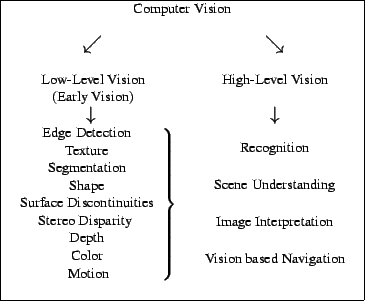 Computer Vision
Low-Level Vision
(Early Vision)
High-Level Vision
Edge Detection
Texture
Segmentation
Shape
Surface Discontinuities
Stereo Disparity
Depth
Color
Motion
Recognition
Scene Understanding
Image Interpretation
Vision based Navigation